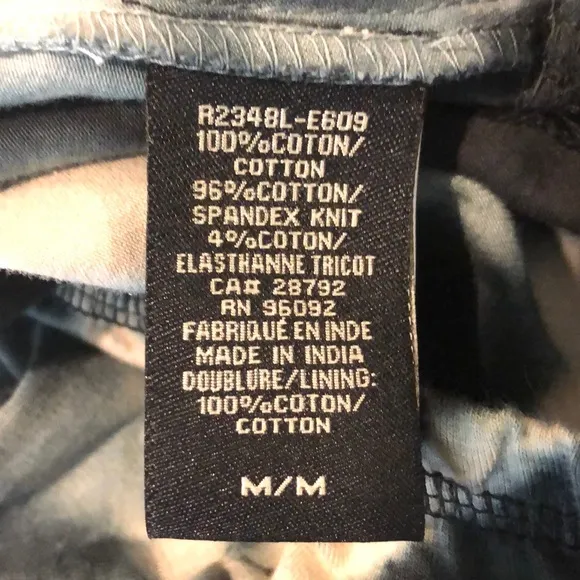 R2348L-E609
100%COTON/
COTTON
96%COTTON/
SPANDEX KNIT
4%COTON/
ELASTHANNE TRICOT
CA# 28792
RN 96092
FABRIQUÉ EN INDE
MADE IN INDIA
DOUBLURE/LINING:
100%COTON/
COTTON
M/M